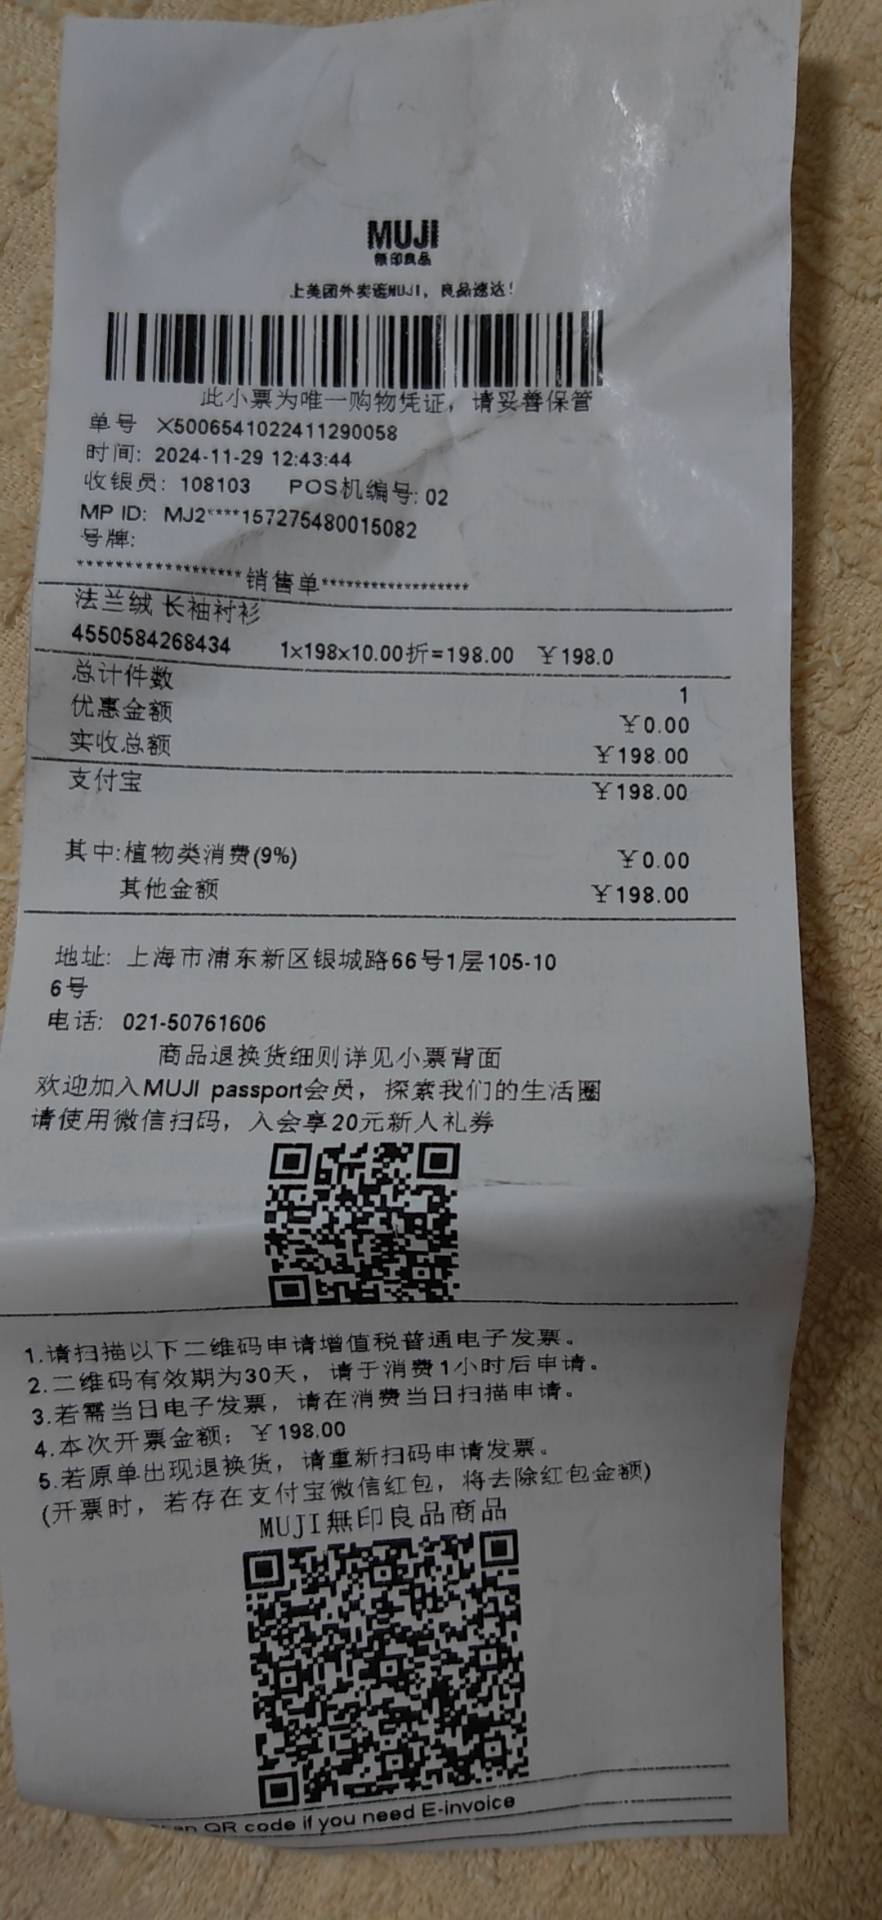 MUJI
無印良品
上美团外卖逛MUJI，良品速达！
此小票为唯一购物凭证，请妥善保管
单号 X5006541022411290058
时间: 2024-11-29 12:43:44
收银员: 108103 POS机编号: 02
MP ID: MJ2****157275480015082
号牌:
******************销售单******************
法兰绒 长袖衬衫
4550584268434 1x198x10.00折=198.00 ￥198.0
总计件数 1
优惠金额 ￥0.00
实收总额 ￥198.00
支付宝 ￥198.00
其中:植物类消费(9%) ￥0.00
其他金额 ￥198.00
地址: 上海市浦东新区银城路66号1层105-10
6号
电话: 021-50761606
商品退换货细则详见小票背面
欢迎加入MUJI passport会员，探索我们的生活圈
请使用微信扫码，入会享20元新人礼券
1.请扫描以下二维码申请增值税普通电子发票。
2.二维码有效期为30天，请于消费1小时后申请。
3.若需当日电子发票，请在消费当日扫描申请。
4.本次开票金额: ￥198.00
5.若原单出现退换货，请重新扫码申请发票。
(开票时，若存在支付宝微信红包，将去除红包金额)
MUJI無印良品商品
QR code if you need E-invoice